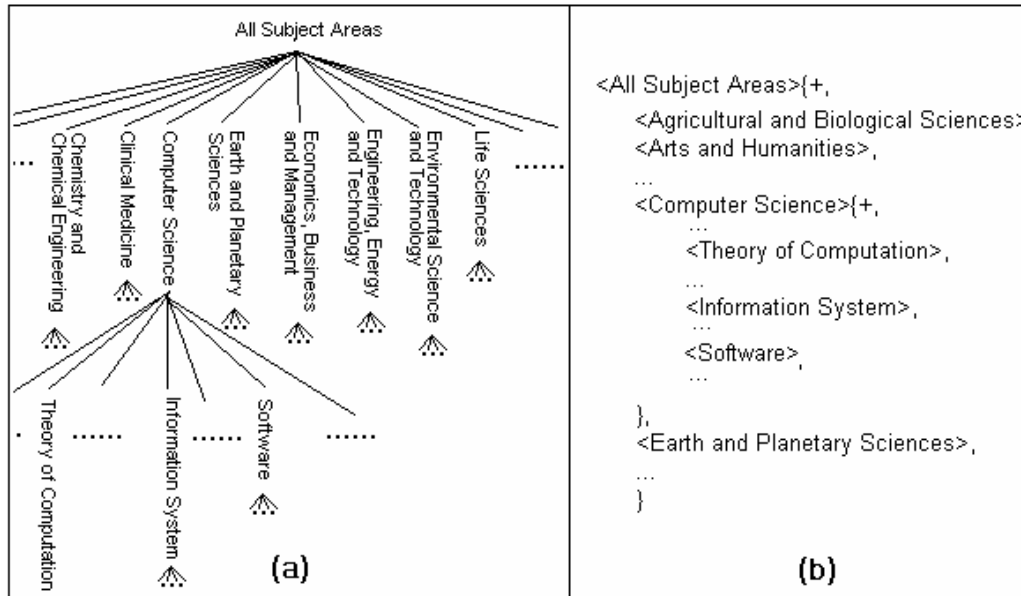 All Subject Areas
......
Chemistry and
Chemical Engineering
Clinical Medicine
Computer Science
Earth and Planetary
Sciences
Economics, Business
and Management
Engineering, Energy
and Technology
Environmental Science
and Technology
Life Sciences
......
Theory of Computation
......
Information System
......
Software
......
(a)
<All Subject Areas>{+,
<Agricultural and Biological Sciences>
<Arts and Humanities>,
...
<Computer Science>{+,
...
<Theory of Computation>,
...
<Information System>,
...
<Software>,
...
},
<Earth and Planetary Sciences>,
...
}
(b)